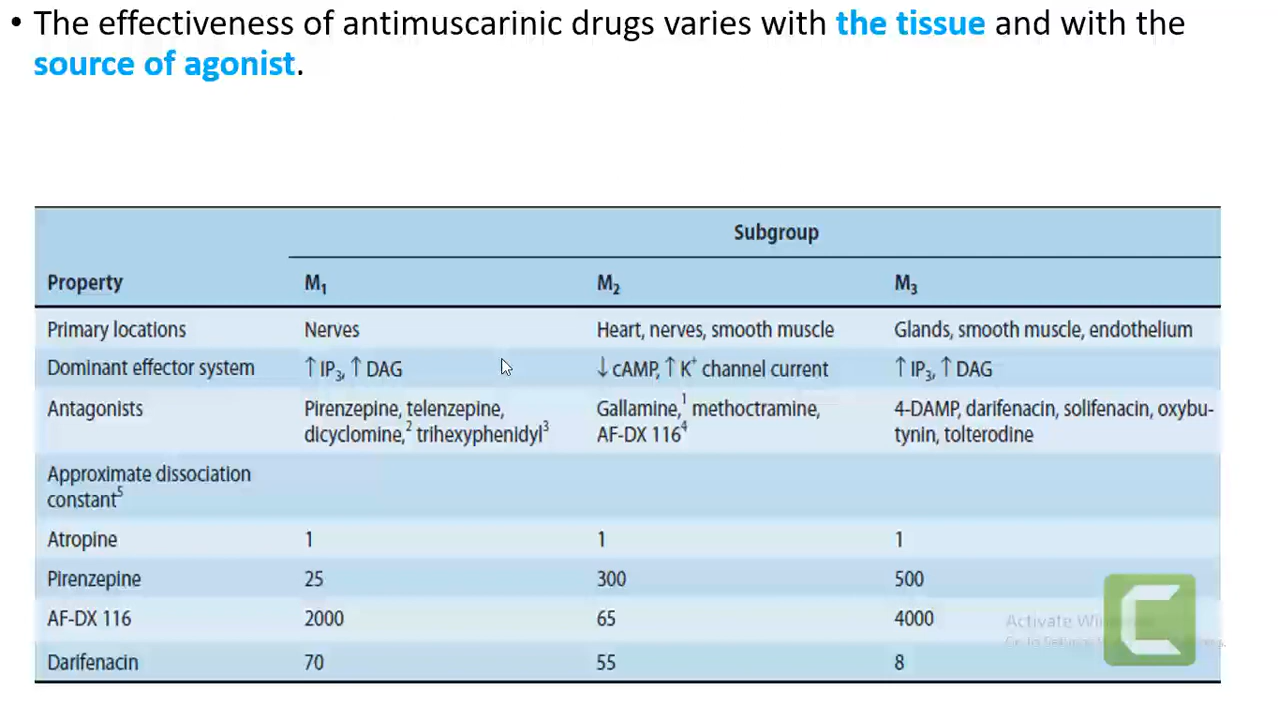 • The effectiveness of antimuscarinic drugs varies with the tissue and with the
source of agonist.
Subgroup
Property M₁ M₂ M₃
Primary locations Nerves Heart, nerves, smooth muscle Glands, smooth muscle, endothelium
Dominant effector system ↑ IP₃, ↑ DAG ↓ cAMP, ↑ K⁺ channel current ↑ IP₃, ↑ DAG
Antagonists Pirenzepine, telenzepine, Gallamine,¹ methoctramine, 4-DAMP, darifenacin, solifenacin, oxybu-
dicyclomine,² trihexyphenidyl³ AF-DX 116⁴ tynin, tolterodine
Approximate dissociation
constant⁵
Atropine 1 1 1
Pirenzepine 25 300 500
AF-DX 116 2000 65 4000
Activate
Darifenacin 70 55 8